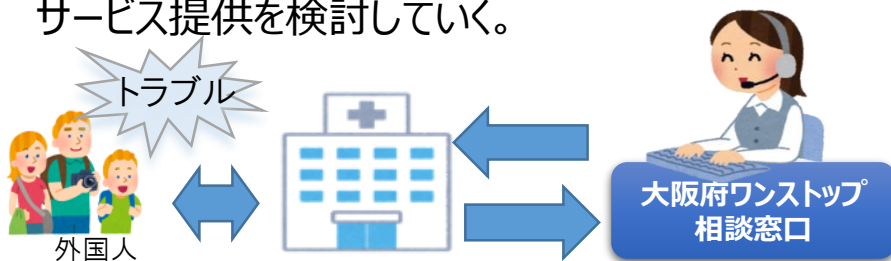 サービス提供を検討していく。
トラブル
外国人
大阪府ワンストップ
相談窓口